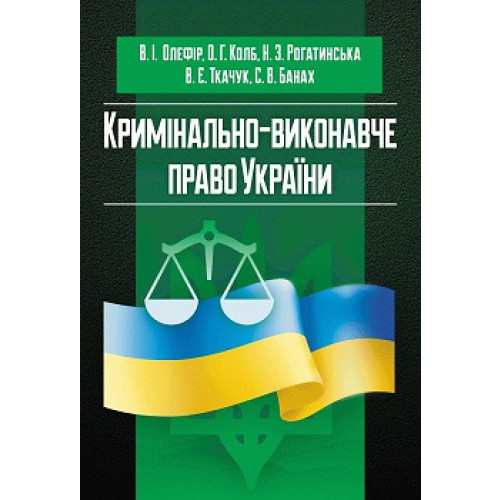 В. І. Олефір, О. Г. Колб, Н. З. Рогатинська
В. Е. Ткачук, С. В. Банах
Кримінально-виконавче
право України